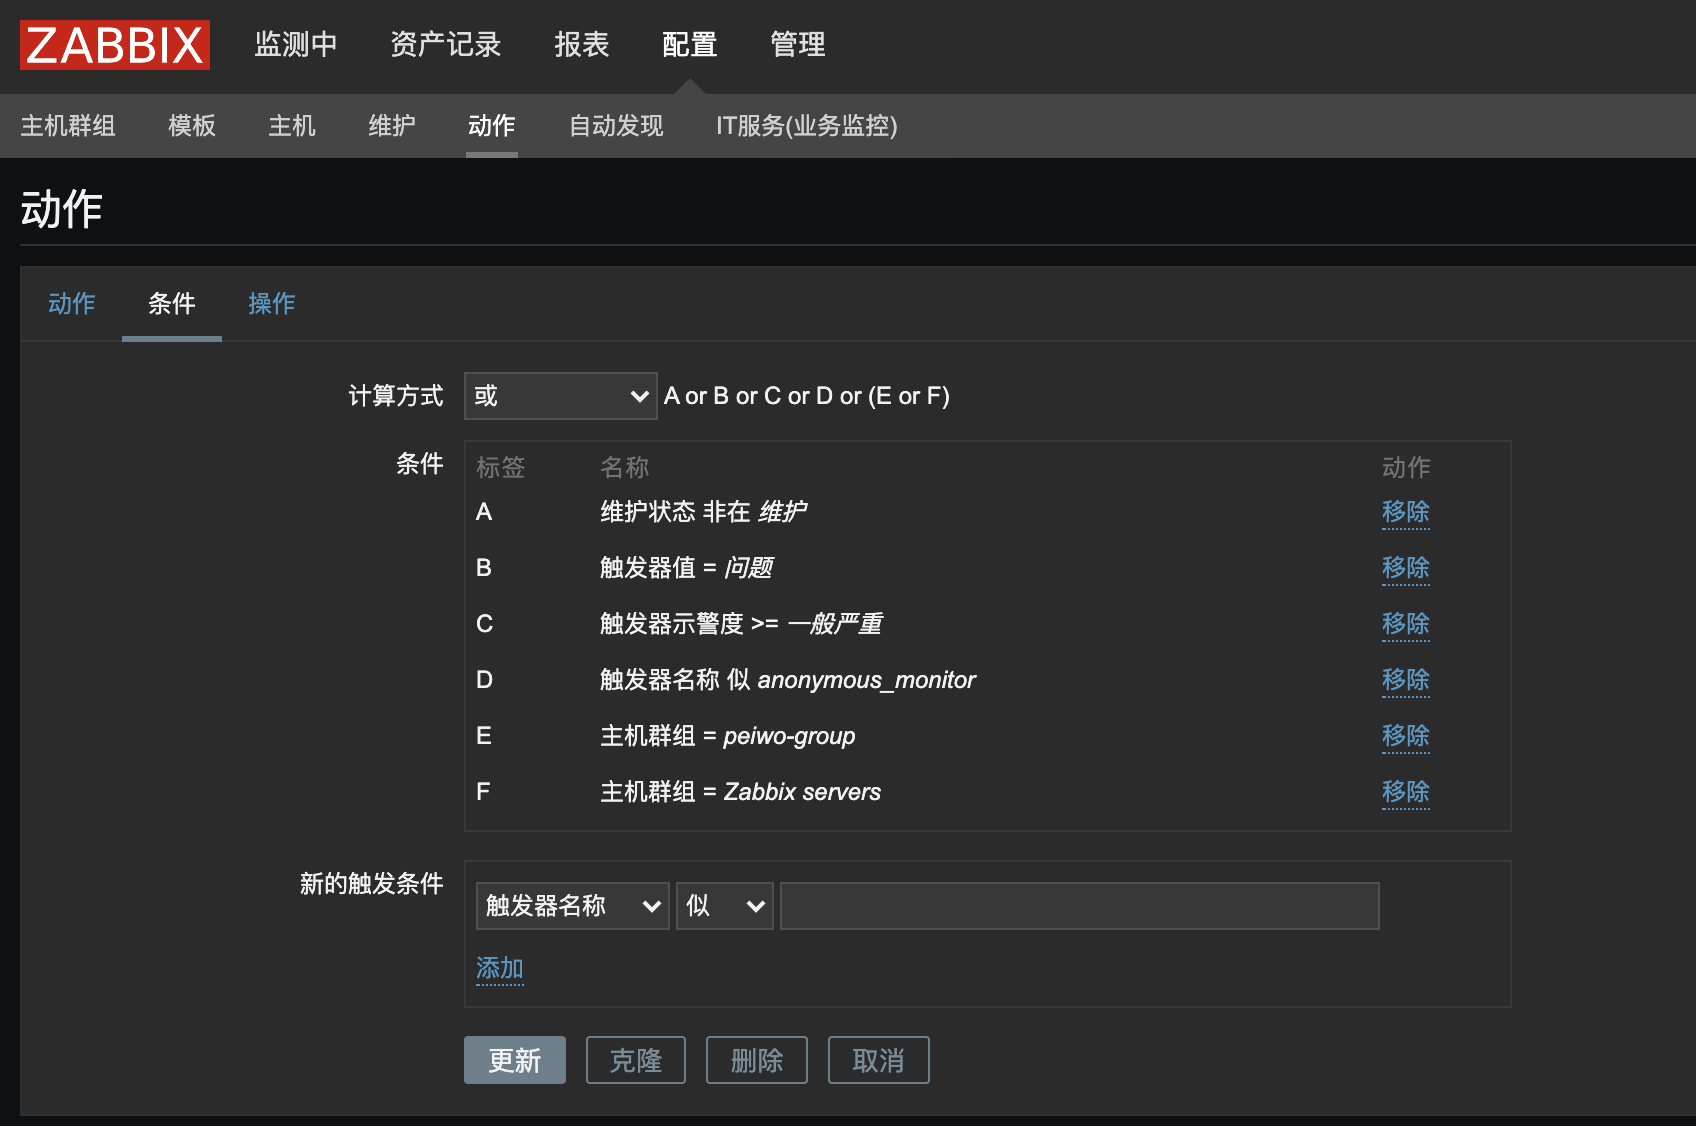 ZABBIX 监测中 资产记录 报表 配置 管理
主机群组 模板 主机 维护 动作 自动发现 IT服务(业务监控)
动作
动作 条件 操作
计算方式 或 A or B or C or D or (E or F)
条件 标签 名称 动作
A 维护状态 非在 维护 移除
B 触发器值 = 问题 移除
C 触发器示警度 >= 一般严重 移除
D 触发器名称 似 anonymous_monitor 移除
E 主机群组 = peiwo-group 移除
F 主机群组 = Zabbix servers 移除
新的触发条件 触发器名称 似
添加
更新 克隆 删除 取消